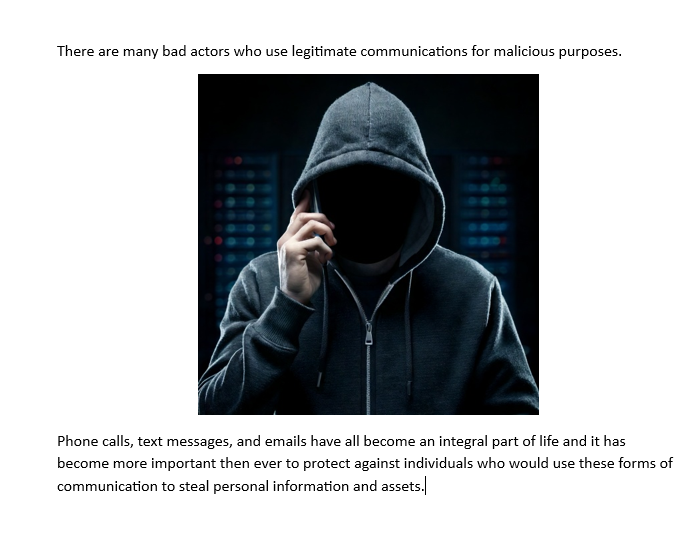 There are many bad actors who use legitimate communications for malicious purposes.
Phone calls, text messages, and emails have all become an integral part of life and it has
become more important then ever to protect against individuals who would use these forms of
communication to steal personal information and assets.